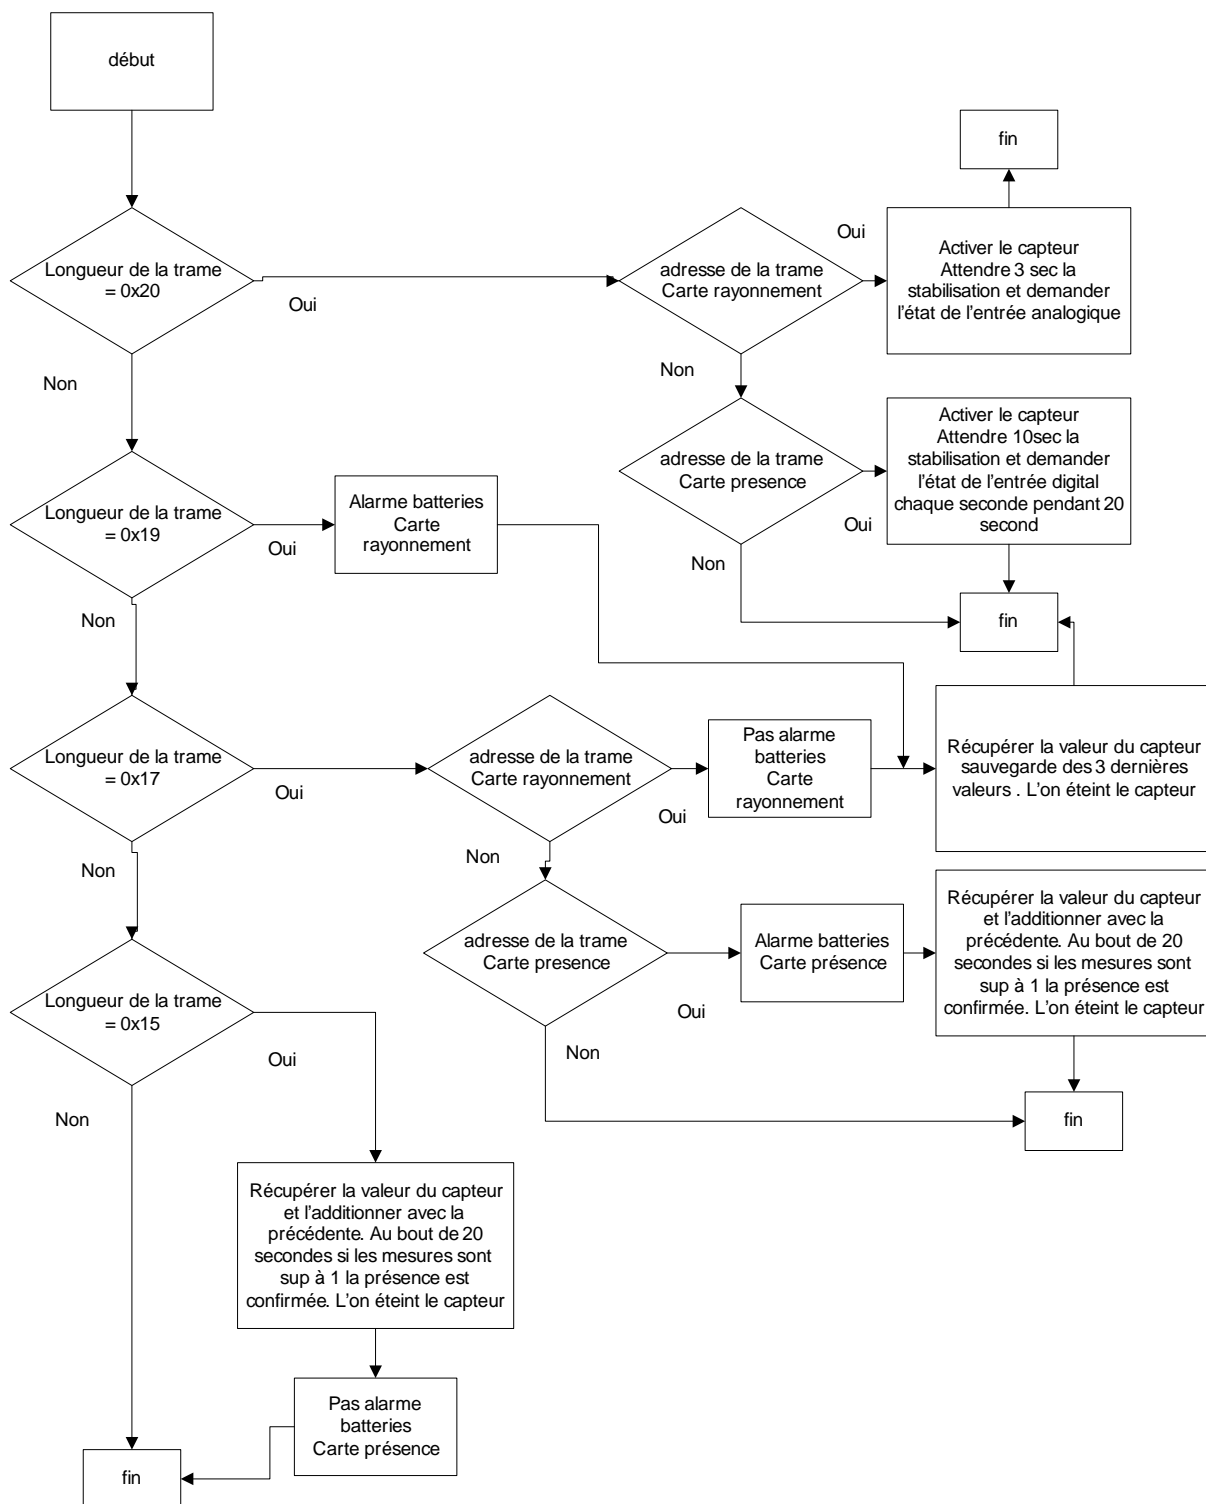 début
fin
Longueur de la trame
= 0x20
Oui
adresse de la trame
Carte rayonnement
Oui
Activer le capteur
Attendre 3 sec la
stabilisation et demander
l'état de l'entrée analogique
Non
Non
adresse de la trame
Carte presence
Oui
Activer le capteur
Attendre 10sec la
stabilisation et demander
l'état de l'entrée digital
chaque seconde pendant 20
second
Non
Longueur de la trame
= 0x19
Oui
Alarme batteries
Carte
rayonnement
Non
fin
Longueur de la trame
= 0x17
Oui
adresse de la trame
Carte rayonnement
Oui
Pas alarme
batteries
Carte
rayonnement
Récupérer la valeur du capteur
sauvegarde des 3 dernières
valeurs . L'on éteint le capteur
Non
Non
adresse de la trame
Carte presence
Oui
Alarme batteries
Carte présence
Récupérer la valeur du capteur
et l'additionner avec la
précédente. Au bout de 20
secondes si les mesures sont
sup à 1 la présence est
confirmée. L'on éteint le capteur
Non
fin
Longueur de la trame
= 0x15
Oui
Non
Récupérer la valeur du capteur
et l'additionner avec la
précédente. Au bout de 20
secondes si les mesures sont
sup à 1 la présence est
confirmée. L'on éteint le capteur
Pas alarme
batteries
Carte présence
fin